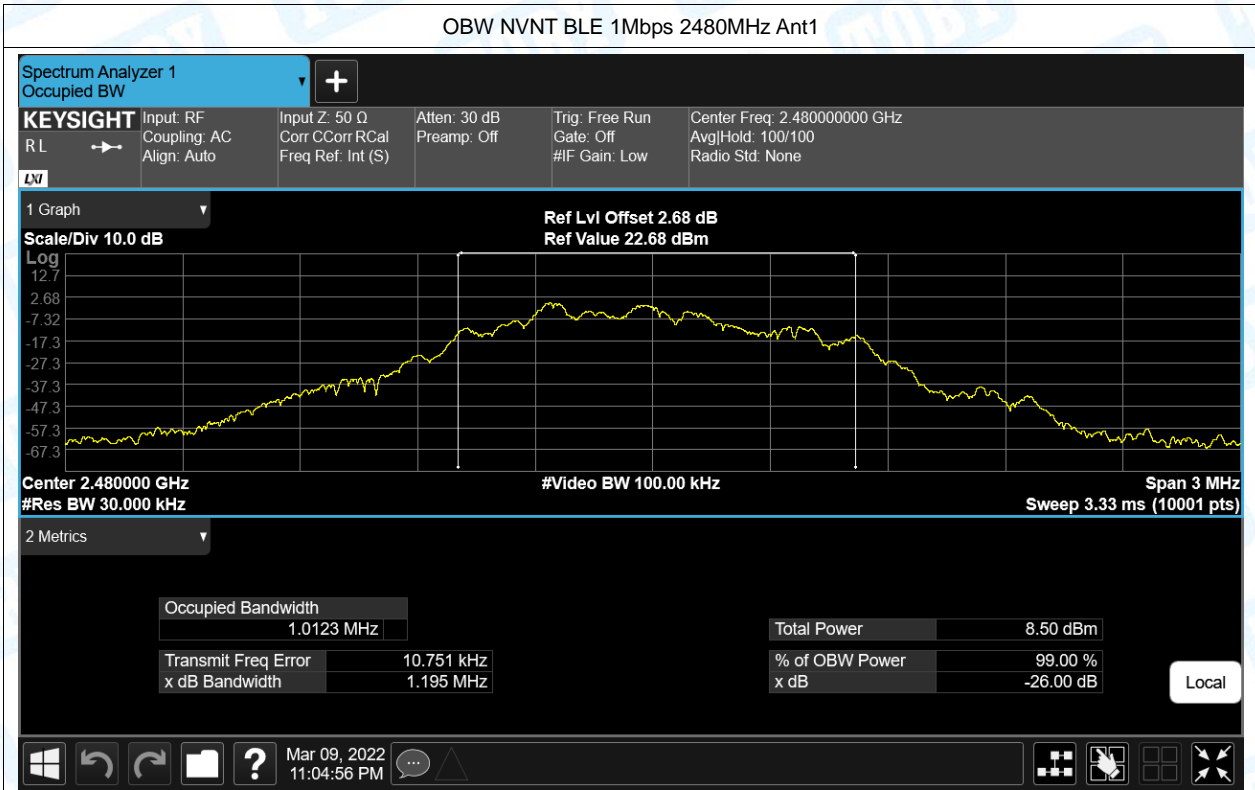 OBW NVNT BLE 1Mbps 2480MHz Ant1
Spectrum Analyzer 1
Occupied BW
KEYSIGHT
RL
LXI
Input: RF
Coupling: AC
Align: Auto
Input Z: 50 Ω
Corr CCorr RCal
Freq Ref: Int (S)
Atten: 30 dB
Preamp: Off
Trig: Free Run
Gate: Off
#IF Gain: Low
Center Freq: 2.480000000 GHz
Avg|Hold: 100/100
Radio Std: None
1 Graph
Scale/Div 10.0 dB
Ref Lvl Offset 2.68 dB
Ref Value 22.68 dBm
Log
12.7
2.68
-7.32
-17.3
-27.3
-37.3
-47.3
-57.3
-67.3
Center 2.480000 GHz
#Res BW 30.000 kHz
#Video BW 100.00 kHz
Span 3 MHz
Sweep 3.33 ms (10001 pts)
2 Metrics
Occupied Bandwidth
1.0123 MHz
Transmit Freq Error 10.751 kHz
x dB Bandwidth 1.195 MHz
Total Power 8.50 dBm
% of OBW Power 99.00 %
x dB -26.00 dB
Local
?
Mar 09, 2022
11:04:56 PM